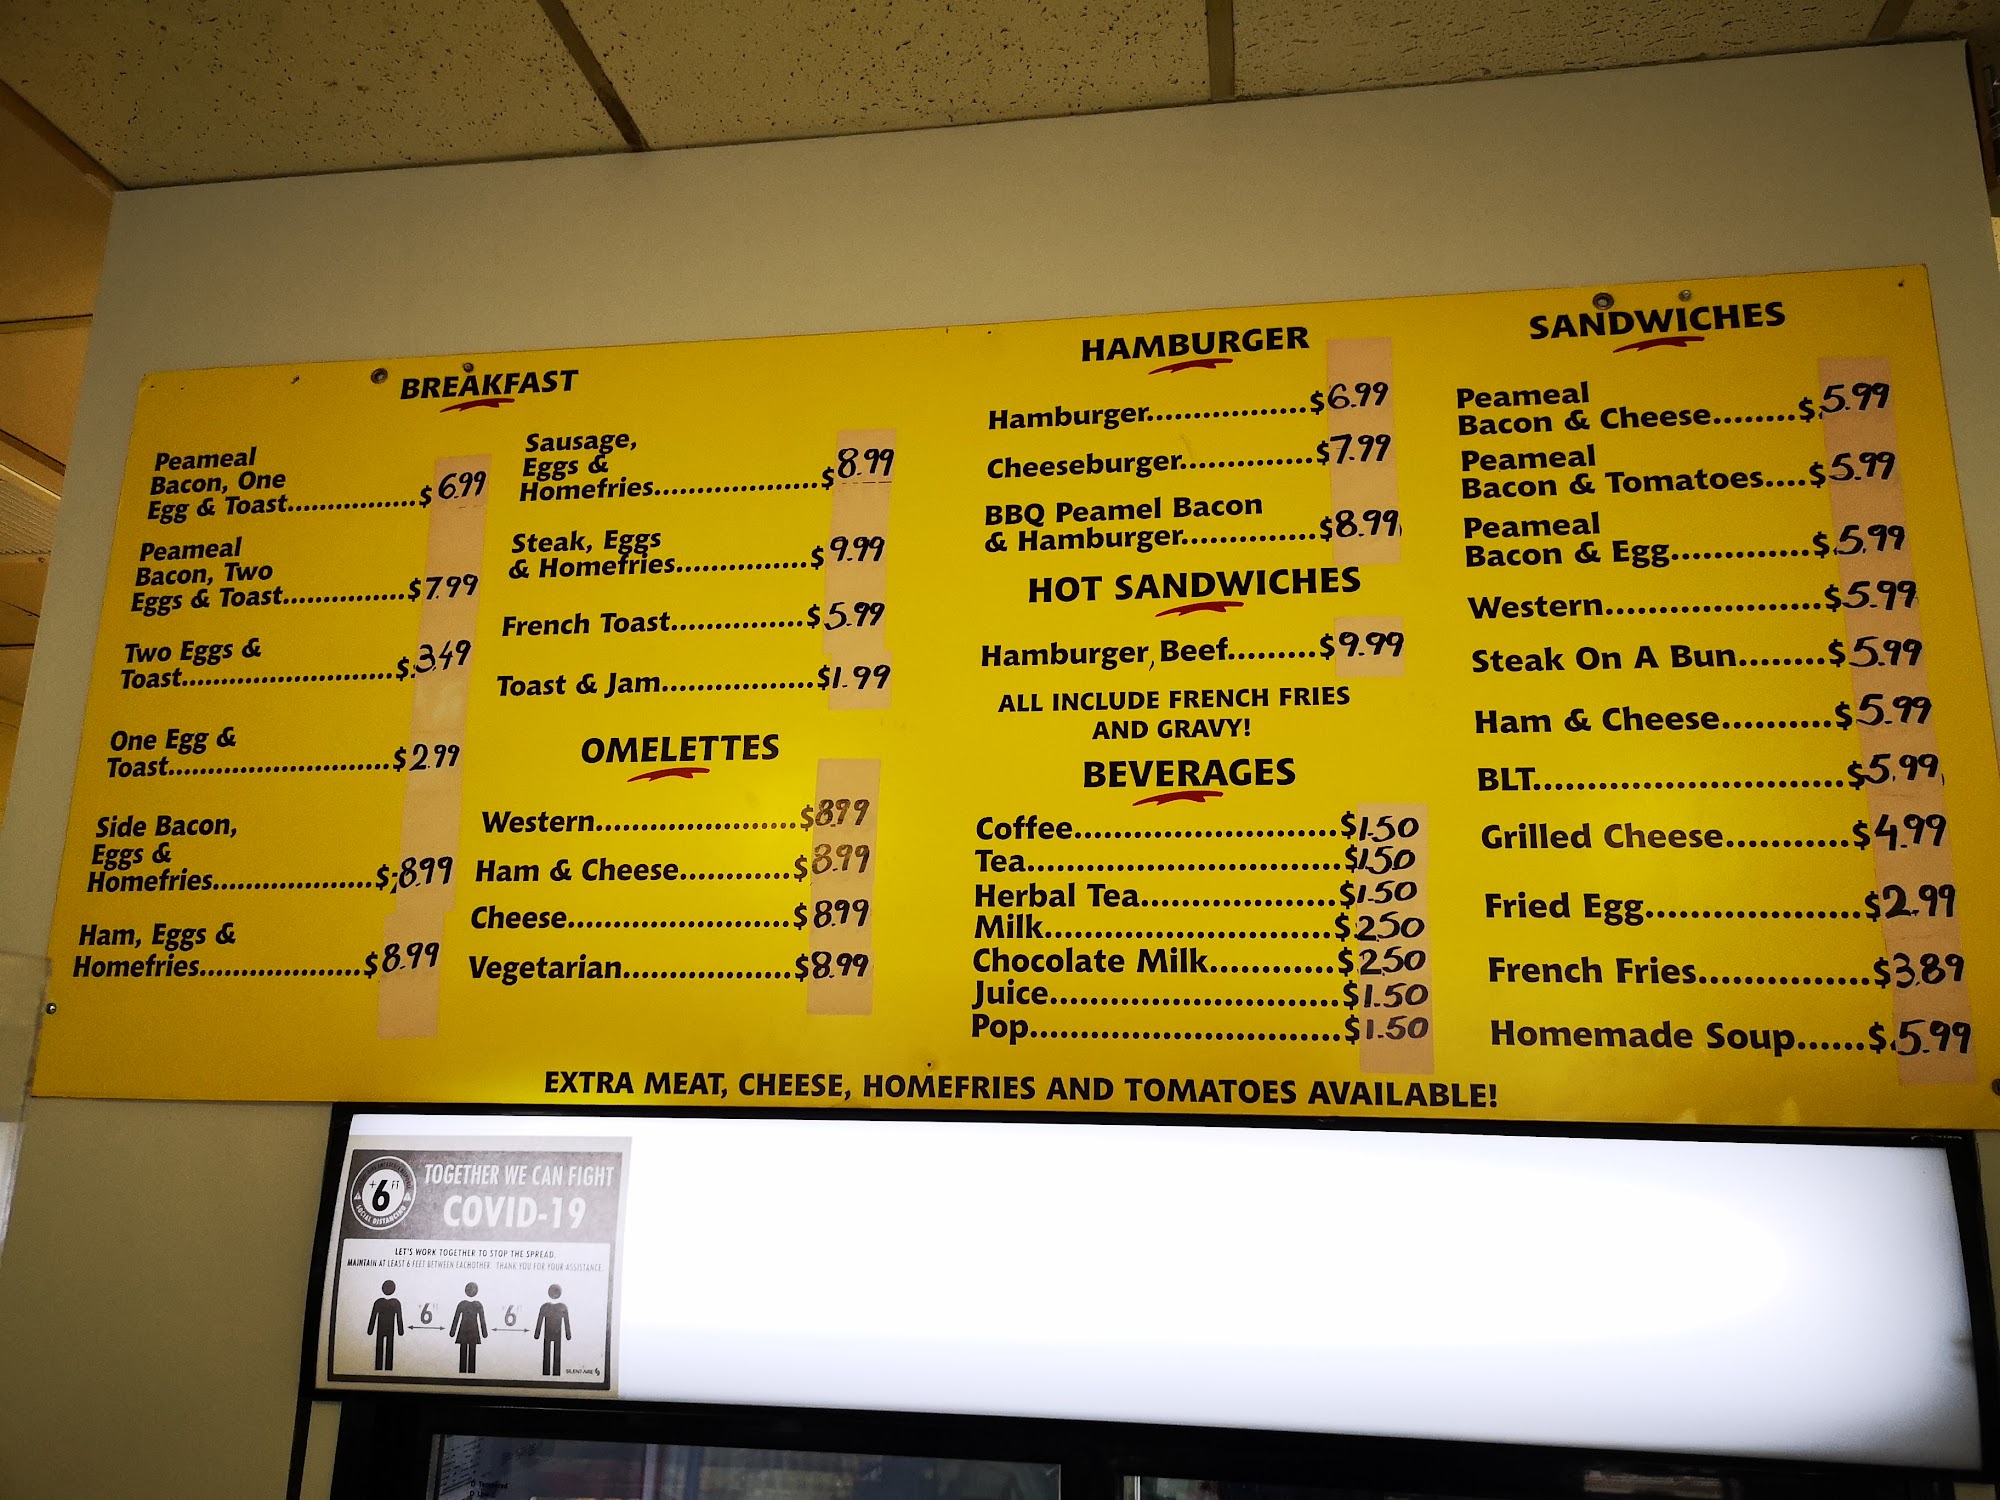 BREAKFAST
Peameal
Bacon, One
Egg & Toast................$ 6.99
Peameal
Bacon, Two
Eggs & Toast...............$7.99
Two Eggs &
Toast..........................$3.49
One Egg &
Toast...........................$2.99
Side Bacon,
Eggs &
Homefries...................$8.99
Ham, Eggs &
Homefries...................$8.99
Sausage,
Eggs &
Homefries....................$8.99
Steak, Eggs
& Homefries................$9.99
French Toast................$5.99
Toast & Jam..................$1.99
OMELETTES
Western........................$8.99
Ham & Cheese............$8.99
Cheese..........................$8.99
Vegetarian....................$8.99
HAMBURGER
Hamburger..................$6.99
Cheeseburger...............$7.99
BBQ Peamel Bacon
& Hamburger...............$8.99
HOT SANDWICHES
Hamburger, Beef.........$9.99
ALL INCLUDE FRENCH FRIES
AND GRAVY!
BEVERAGES
Coffee............................$1.50
Tea.................................$1.50
Herbal Tea.....................$1.50
Milk...............................$2.50
Chocolate Milk............$2.50
Juice...............................$1.50
Pop.................................$1.50
SANDWICHES
Peameal
Bacon & Cheese........$5.99
Peameal
Bacon & Tomatoes....$5.99
Peameal
Bacon & Egg.............$5.99
Western.....................$5.99
Steak On A Bun........$5.99
Ham & Cheese..........$5.99
BLT.............................$5.99
Grilled Cheese...........$4.99
Fried Egg...................$2.99
French Fries...............$3.89
Homemade Soup......$5.99
EXTRA MEAT, CHEESE, HOMEFRIES AND TOMATOES AVAILABLE!
+6 FT
SOCIAL DISTANCING
TOGETHER WE CAN FIGHT
COVID-19
LET'S WORK TOGETHER TO STOP THE SPREAD.
MAINTAIN AT LEAST 6 FEET BETWEEN EACHOTHER. THANK YOU FOR YOUR ASSISTANCE.
+6 FT +6 FT
SILENT-AIRE